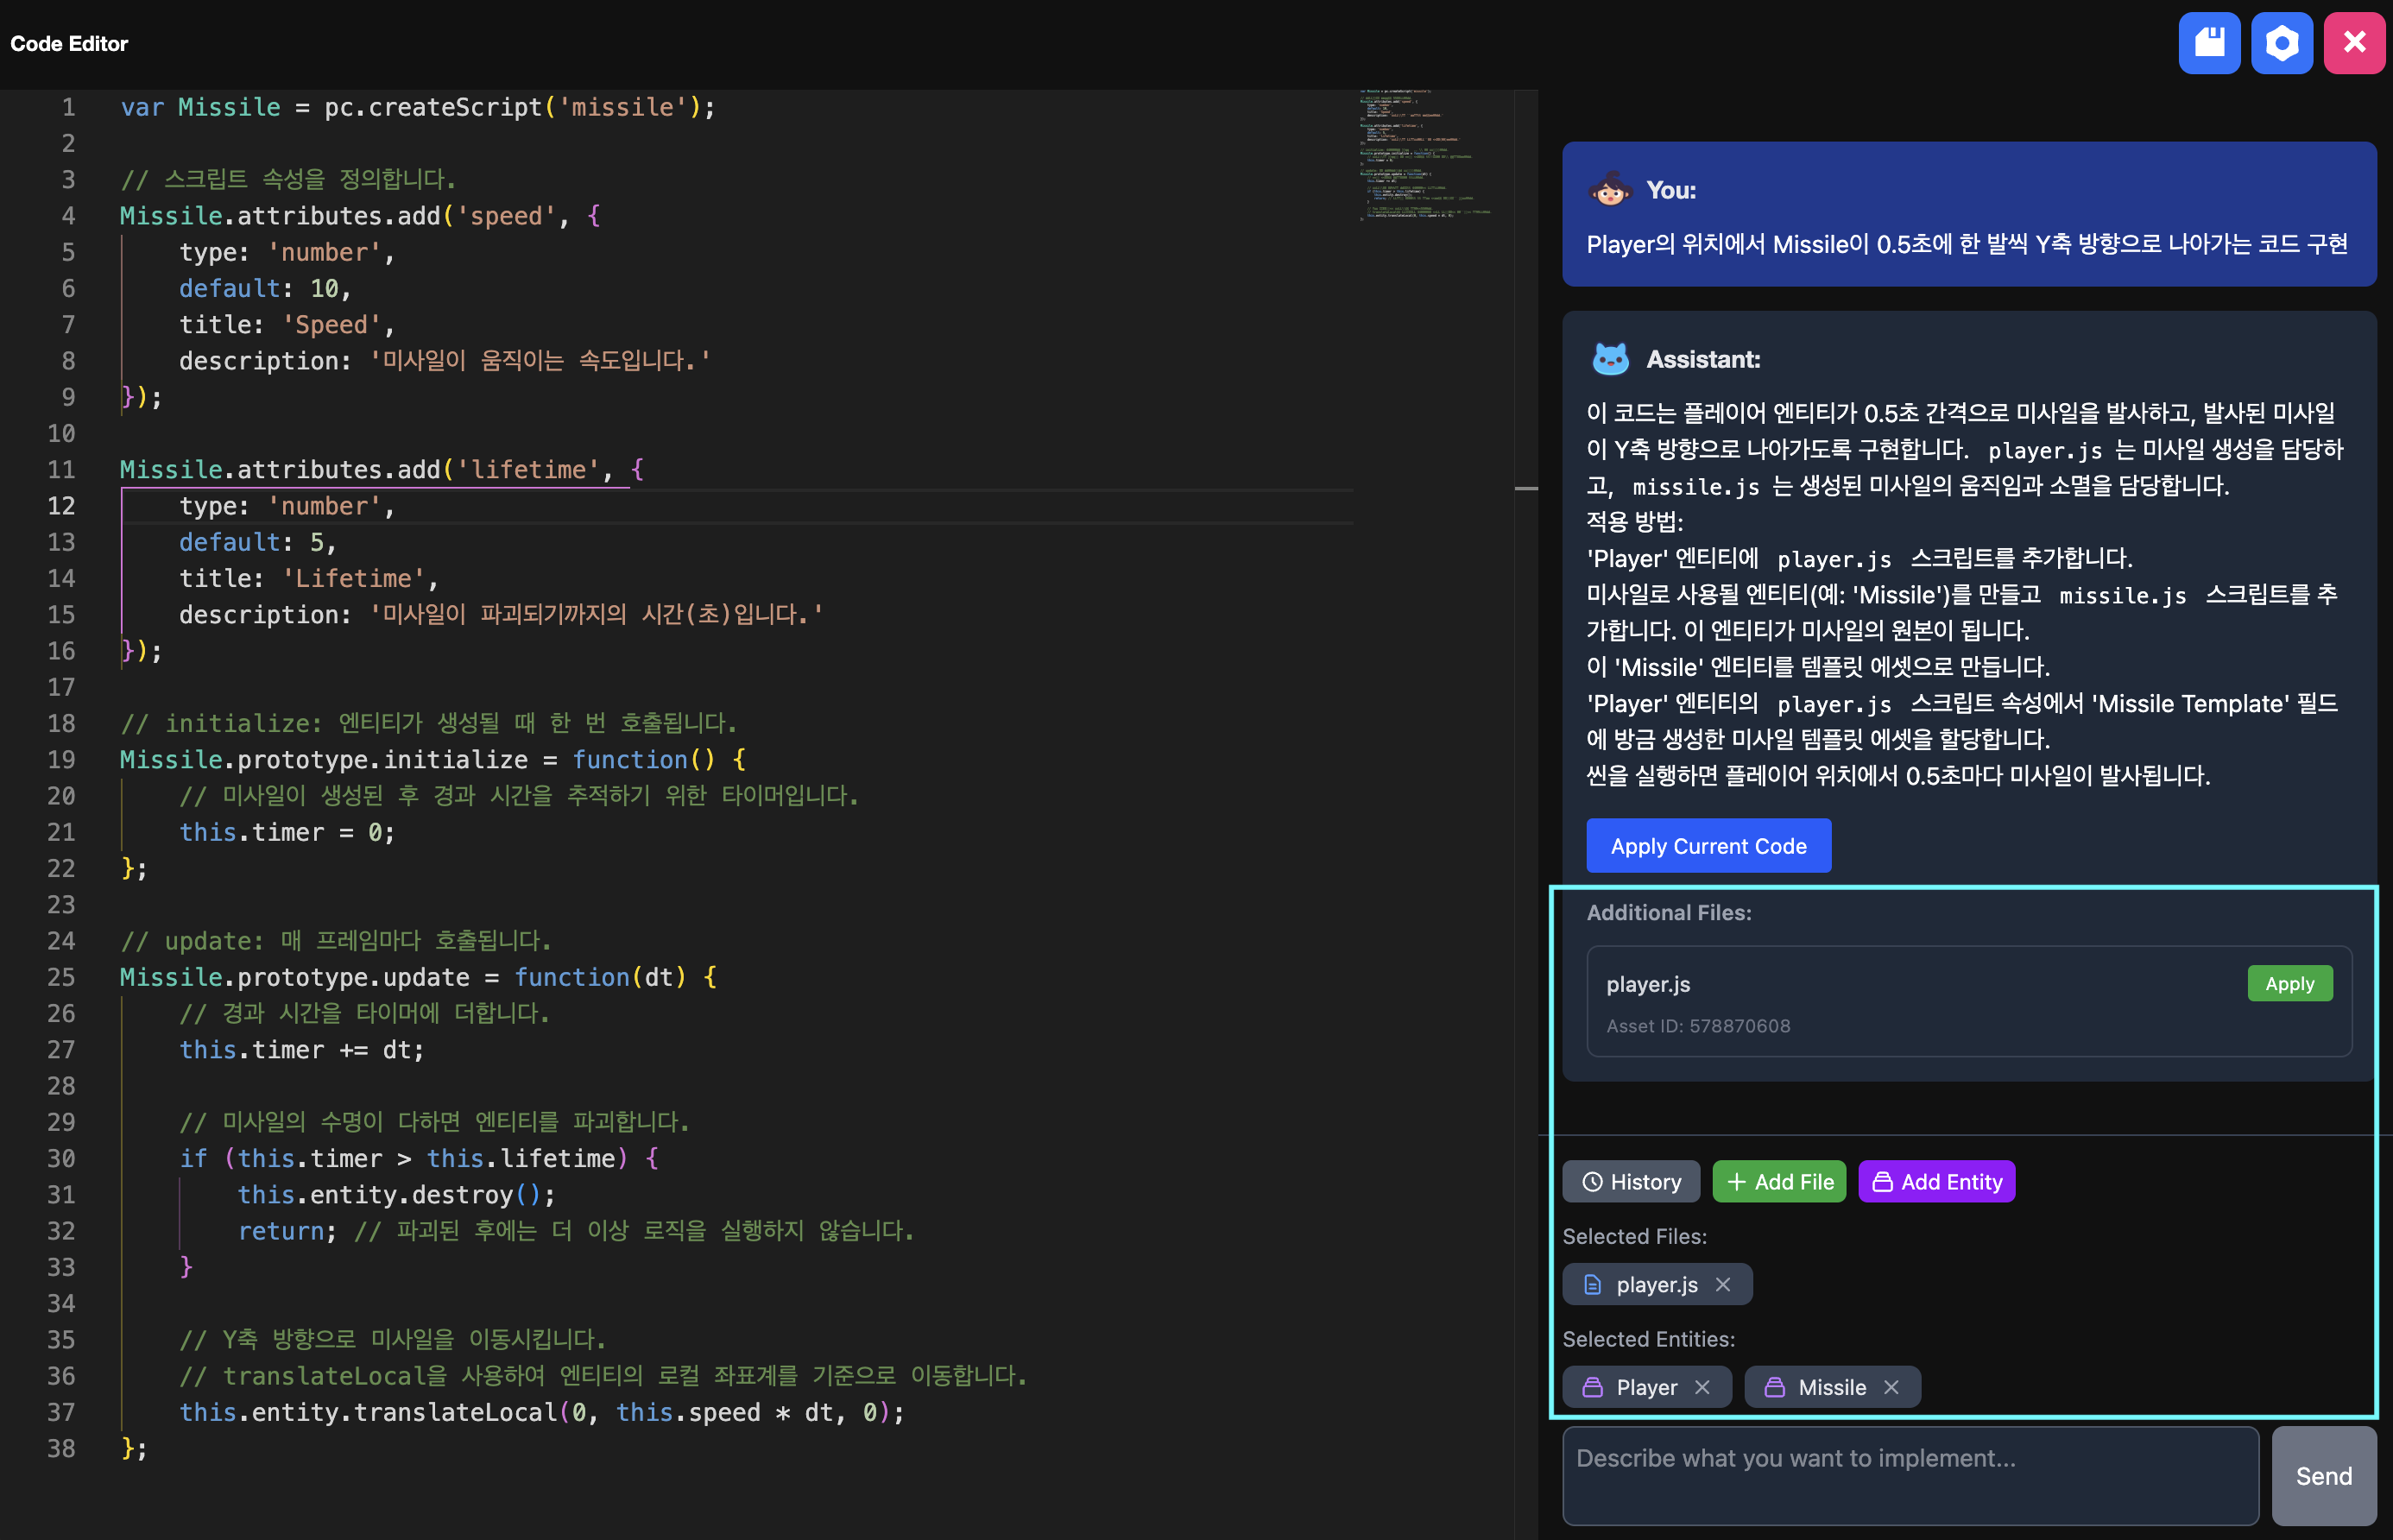 Code Editor
1 var Missile = pc.createScript('missile');
2
3 // 스크립트 속성을 정의합니다.
4 Missile.attributes.add('speed', {
5     type: 'number',
6     default: 10,
7     title: 'Speed',
8     description: '미사일이 움직이는 속도입니다.'
9 });
10
11 Missile.attributes.add('lifetime', {
12     type: 'number',
13     default: 5,
14     title: 'Lifetime',
15     description: '미사일이 파괴되기까지의 시간(초)입니다.'
16 });
17
18 // initialize: 엔티티가 생성될 때 한 번 호출됩니다.
19 Missile.prototype.initialize = function() {
20     // 미사일이 생성된 후 경과 시간을 추적하기 위한 타이머입니다.
21     this.timer = 0;
22 };
23
24 // update: 매 프레임마다 호출됩니다.
25 Missile.prototype.update = function(dt) {
26     // 경과 시간을 타이머에 더합니다.
27     this.timer += dt;
28
29     // 미사일의 수명이 다하면 엔티티를 파괴합니다.
30     if (this.timer > this.lifetime) {
31         this.entity.destroy();
32         return; // 파괴된 후에는 더 이상 로직을 실행하지 않습니다.
33     }
34
35     // Y축 방향으로 미사일을 이동시킵니다.
36     // translateLocal을 사용하여 엔티티의 로컬 좌표계를 기준으로 이동합니다.
37     this.entity.translateLocal(0, this.speed * dt, 0);
38 };
You:
Player의 위치에서 Missile이 0.5초에 한 발씩 Y축 방향으로 나아가는 코드 구현
Assistant:
이 코드는 플레이어 엔티티가 0.5초 간격으로 미사일을 발사하고, 발사된 미사일
이 Y축 방향으로 나아가도록 구현합니다. player.js 는 미사일 생성을 담당하
고, missile.js 는 생성된 미사일의 움직임과 소멸을 담당합니다.
적용 방법:
'Player' 엔티티에 player.js 스크립트를 추가합니다.
미사일로 사용될 엔티티(예: 'Missile')를 만들고 missile.js 스크립트를 추
가합니다. 이 엔티티가 미사일의 원본이 됩니다.
이 'Missile' 엔티티를 템플릿 에셋으로 만듭니다.
'Player' 엔티티의 player.js 스크립트 속성에서 'Missile Template' 필드
에 방금 생성한 미사일 템플릿 에셋을 할당합니다.
씬을 실행하면 플레이어 위치에서 0.5초마다 미사일이 발사됩니다.
Apply Current Code
Additional Files:
player.js
Apply
Asset ID: 578870608
History
+ Add File
Add Entity
Selected Files:
player.js
Selected Entities:
Player
Missile
Describe what you want to implement...
Send